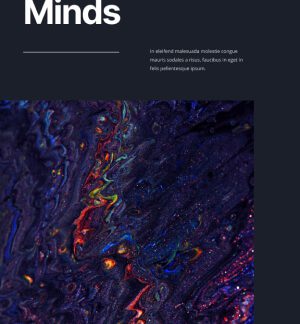 Minds
In eleifend malesuada molestie congue
mauris sodales a risus, faucibus in eget in
felis pellentesque ipsum.